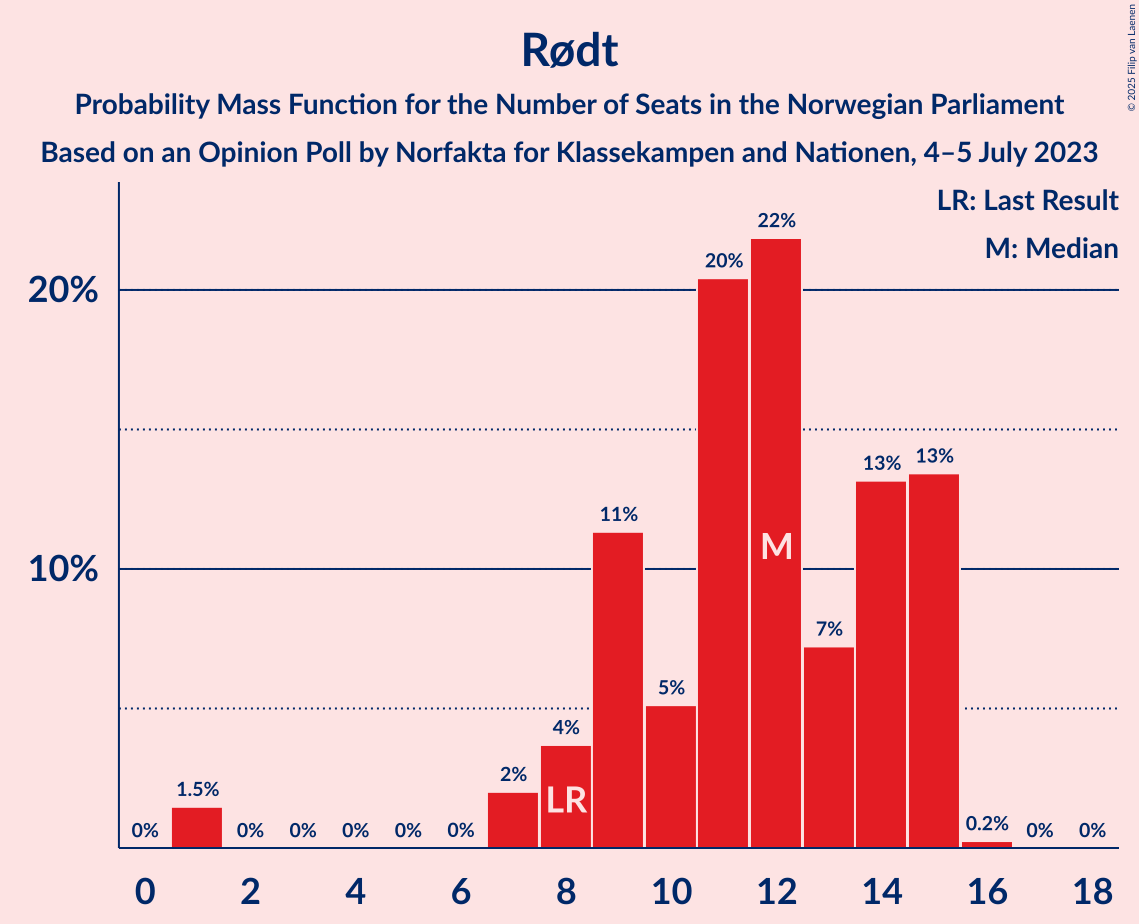 Rødt
Probability Mass Function for the Number of Seats in the Norwegian Parliament
Based on an Opinion Poll by Norfakta for Klassekampen and Nationen, 4–5 July 2023
© 2025 Filip van Laenen
LR: Last Result
M: Median
20%
10%
0%
1.5%
0%
0%
0%
0%
0%
2%
4%
11%
5%
20%
22%
7%
13%
13%
0.2%
0%
0%
LR
M
0 2 4 6 8 10 12 14 16 18